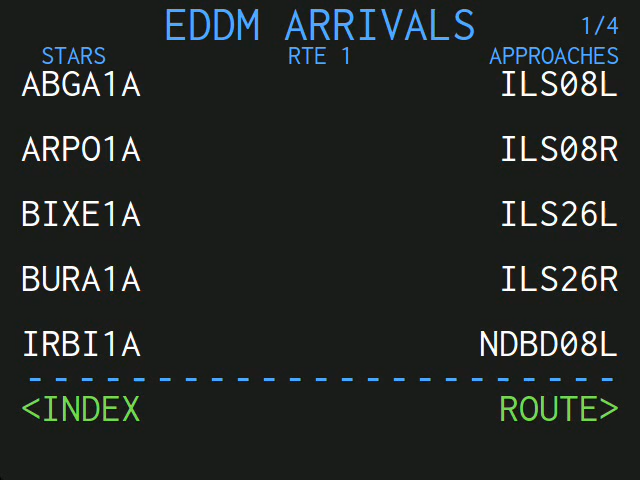 EDDM ARRIVALS 1/4
STARS RTE 1 APPROACHES
ABGA1A ILS08L
ARPO1A ILS08R
BIXE1A ILS26L
BURA1A ILS26R
IRBI1A NDBD08L
- - - - - - - - - - - - - - - - - - - - - - -
<INDEX ROUTE>